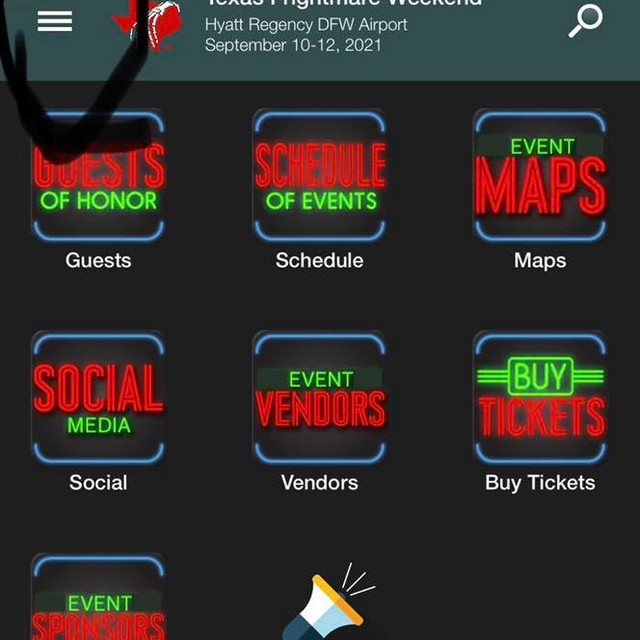 Texas Frightmare Weekend
Hyatt Regency DFW Airport
September 10-12, 2021
GUESTS
OF HONOR
Guests
SCHEDULE
OF EVENTS
Schedule
EVENT
MAPS
Maps
SOCIAL
MEDIA
Social
EVENT
VENDORS
Vendors
BUY
TICKETS
Buy Tickets
EVENT
SPONSORS